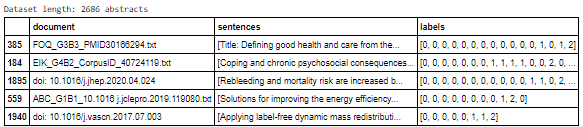 Dataset length: 2686 abstracts
document sentences labels
385 FOQ_G3B3_PMID30166294.txt [Title: Defining good health and care from the... [0, 0, 0, 0, 0, 0, 0, 0, 0, 0, 0, 1, 0, 1, 2]
184 EIK_G4B2_CorpusID_40724119.txt [Coping and chronic psychosocial consequences... [0, 0, 0, 0, 0, 0, 1, 1, 1, 1, 0, 0, 2, 0, ...
1895 doi: 10.1016/j.jhep.2020.04.024 [Rebleeding and mortality risk are increased b... [0, 0, 0, 0, 0, 0, 0, 0, 0, 0, 1, 1, 0, 2, ...
559 ABC_G1B1_10.1016 j.jclepro.2019.119080.txt [Solutions for improving the energy efficiency... [0, 0, 0, 0, 0, 0, 1, 2, 0]
1940 doi: 10.1016/j.vascn.2017.07.003 [Applying label-free dynamic mass redistributi... [0, 0, 0, 0, 0, 1, 1, 2]